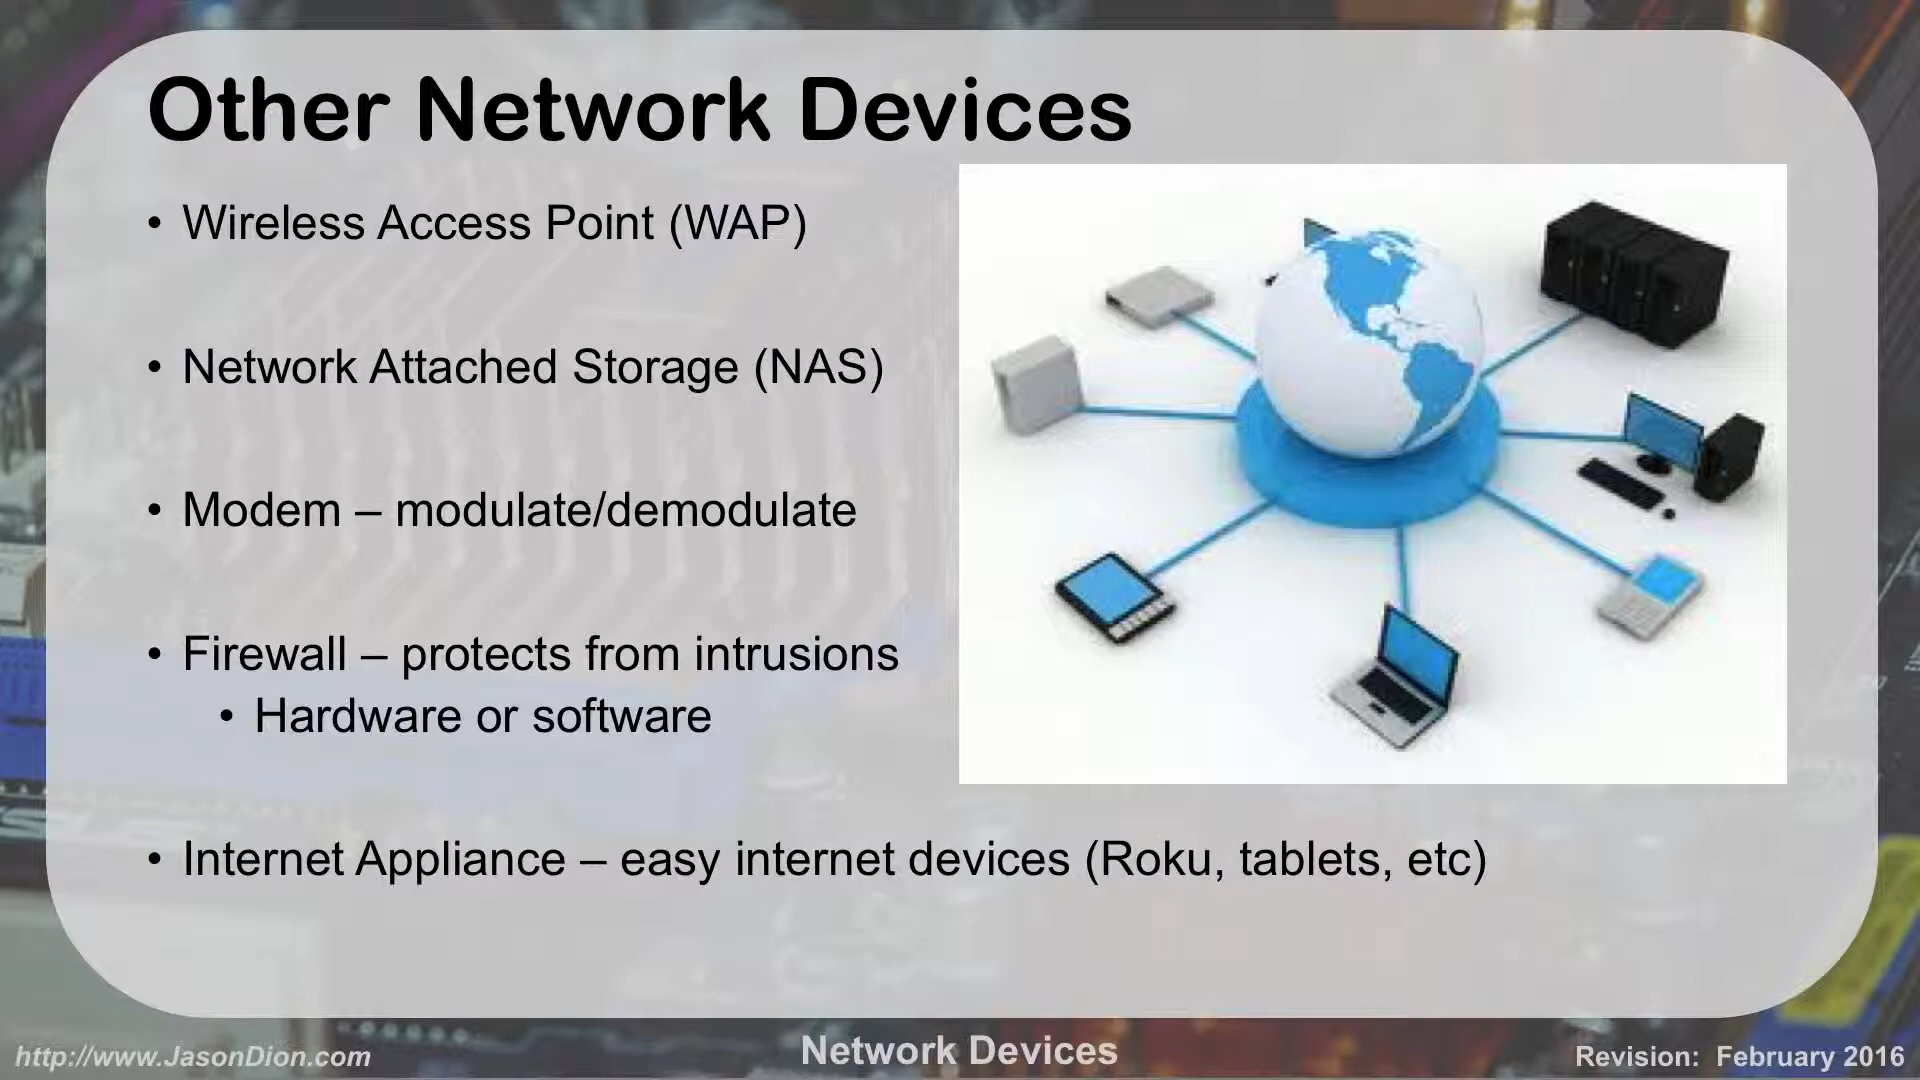 Other Network Devices
• Wireless Access Point (WAP)
• Network Attached Storage (NAS)
• Modem – modulate/demodulate
• Firewall – protects from intrusions
• Hardware or software
• Internet Appliance – easy internet devices (Roku, tablets, etc)
http://www.JasonDion.com
Network Devices
Revision: February 2016